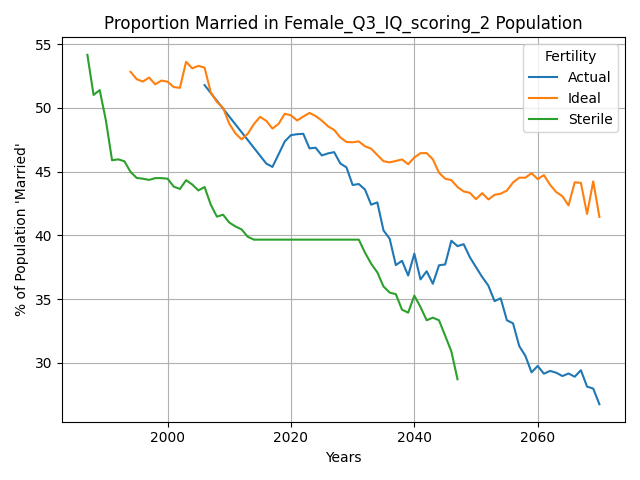 Proportion Married in Female_Q3_IQ_scoring_2 Population
% of Population 'Married'
55
50
45
40
35
30
Fertility
Actual
Ideal
Sterile
2000
2020
2040
2060
Years